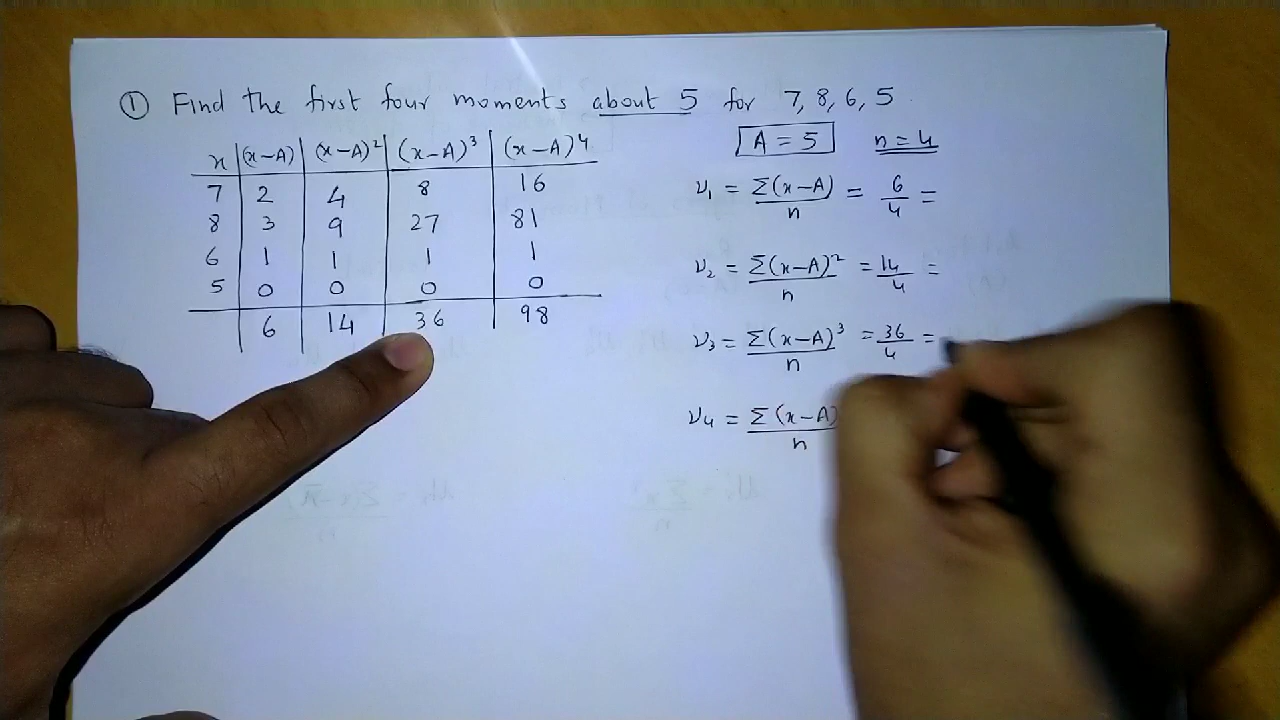 ① Find the first four moments about 5 for 7, 8, 6, 5
A = 5 n = 4
x (x-A) (x-A)² (x-A)³ (x-A)⁴
7 2 4 8 16
8 3 9 27 81
6 1 1 1 1
5 0 0 0 0
6 14 36 98
ν₁ = Σ(x-A)/n = 6/4 =
ν₂ = Σ(x-A)²/n = 14/4 =
ν₃ = Σ(x-A)³/n = 36/4 =
ν₄ = Σ(x-A)/n